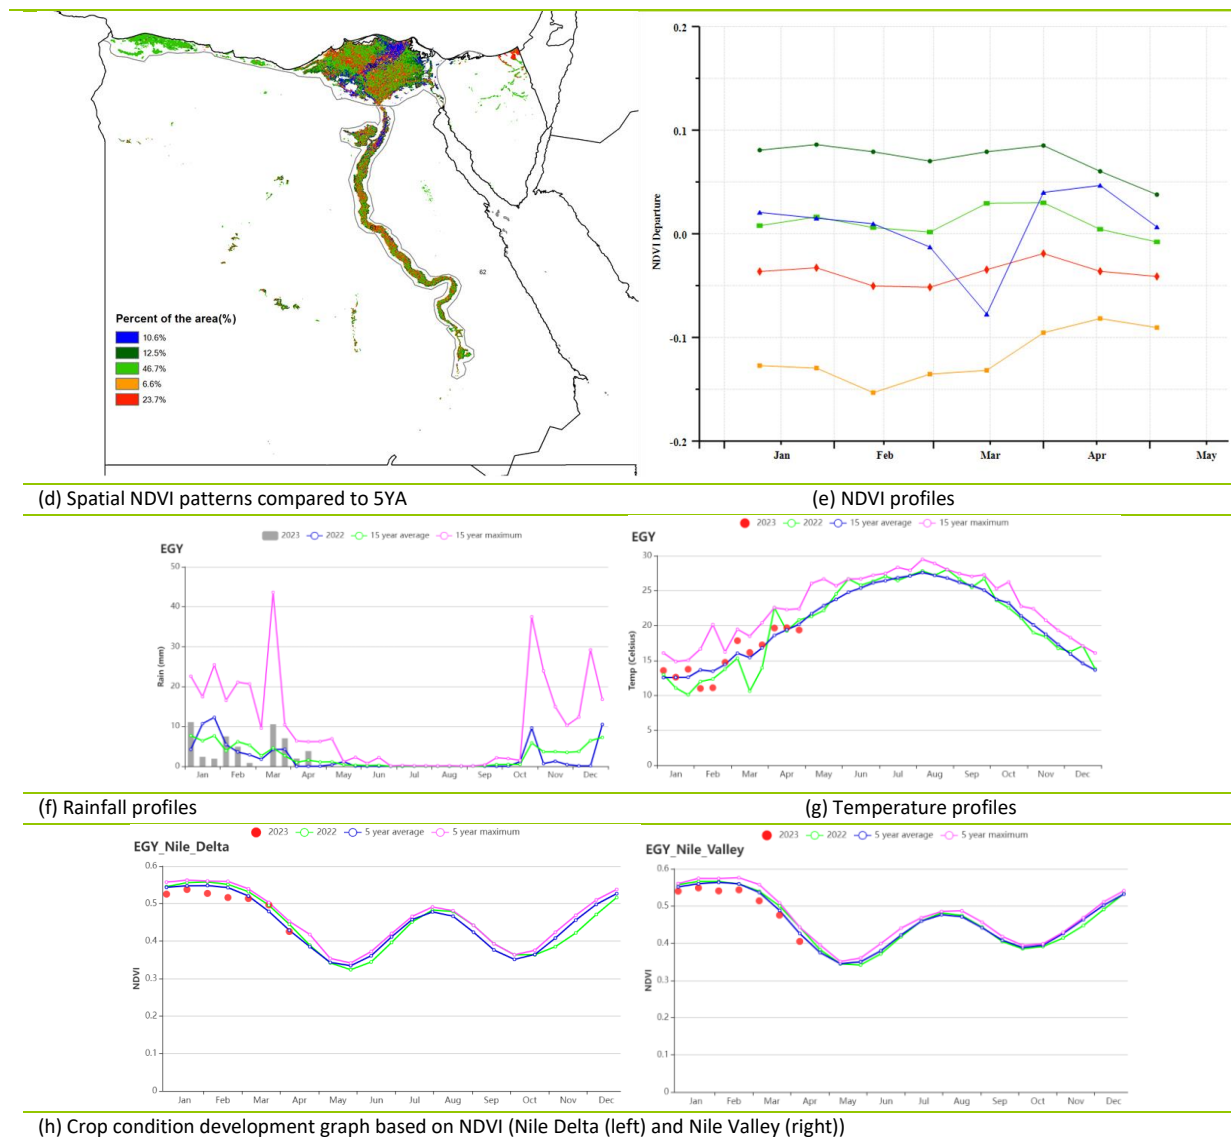 62
Percent of the area(%)
10.6%
12.5%
46.7%
6.6%
23.7%
0.2
0.1
0.0
-0.1
-0.2
NDVI Departure
Jan Feb Mar Apr May
(d) Spatial NDVI patterns compared to 5YA (e) NDVI profiles
2023 2022 15 year average 15 year maximum
EGY
50
40
30
20
10
0
Rain (mm)
Jan Feb Mar Apr May Jun Jul Aug Sep Oct Nov Dec
2023 2022 15 year average 15 year maximum
EGY
30
25
20
15
10
5
0
Temp (Celsius)
Jan Feb Mar Apr May Jun Jul Aug Sep Oct Nov Dec
(f) Rainfall profiles (g) Temperature profiles
2023 2022 5 year average 5 year maximum
EGY_Nile_Delta
0.6
0.5
0.4
0.3
0.2
0.1
0
NDVI
Jan Feb Mar Apr May Jun Jul Aug Sep Oct Nov Dec
2023 2022 5 year average 5 year maximum
EGY_Nile_Valley
0.6
0.5
0.4
0.3
0.2
0.1
0
NDVI
Jan Feb Mar Apr May Jun Jul Aug Sep Oct Nov Dec
(h) Crop condition development graph based on NDVI (Nile Delta (left) and Nile Valley (right))